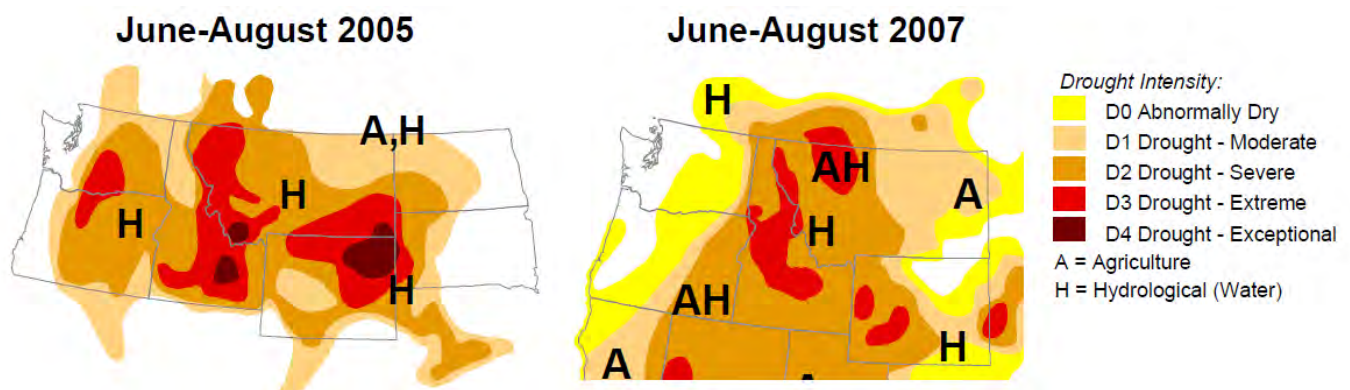 June-August 2005
June-August 2007
A,H
H
H
H
H
AH
A
H
AH
A
H
Drought Intensity:
D0 Abnormally Dry
D1 Drought - Moderate
D2 Drought - Severe
D3 Drought - Extreme
D4 Drought - Exceptional
A = Agriculture
H = Hydrological (Water)